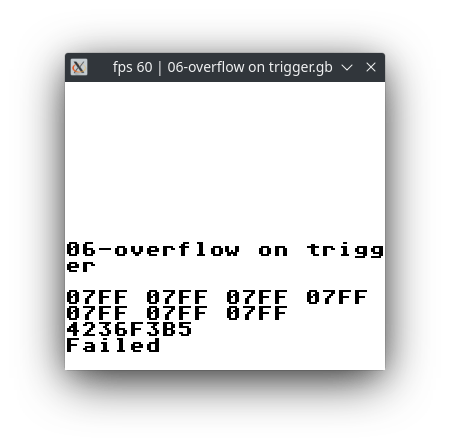 fps 60 | 06-overflow on trigger.gb
06-overflow on trigg
er
07FF 07FF 07FF 07FF
07FF 07FF 07FF
4236F3B5
Failed